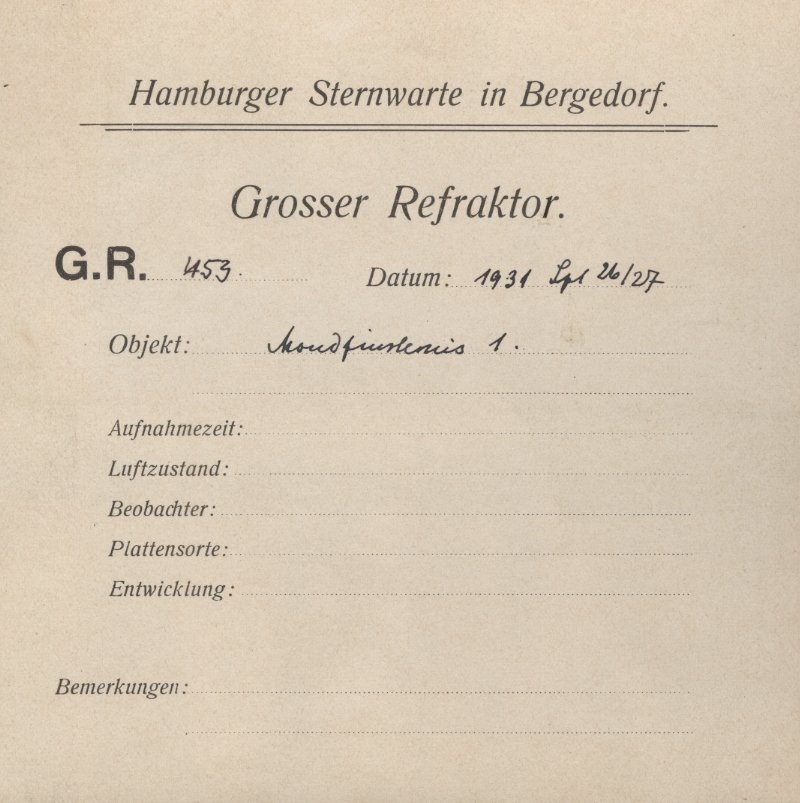 Hamburger Sternwarte in Bergedorf.
Grosser Refraktor.
G.R. 453.
Datum: 1931 Spt 26/27
Objekt: Mondfinsternis 1.
Aufnahmezeit:
Luftzustand:
Beobachter:
Plattensorte:
Entwicklung:
Bemerkungen: